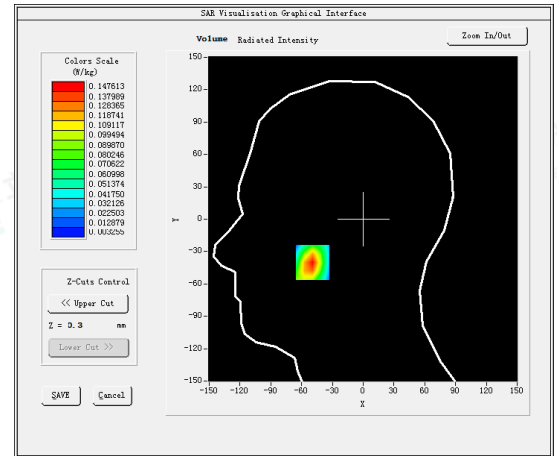 SAR Visualisation Graphical Interface
Volume Radiated Intensity
Zoom In/Out
Colors Scale
(W/kg)
0.147613
0.137989
0.128365
0.118741
0.109117
0.099494
0.089870
0.080246
0.070622
0.060998
0.051374
0.041750
0.032126
0.022503
0.012879
0.003255
Z-Cuts Control
<< Upper Cut
Z = 0.3 mm
Lower Cut >>
SAVE Cancel
150
120
90
60
30
0
-30
-60
-90
-120
-150
Y
-150 -120 -90 -60 -30 0 30 60 90 120 150
X